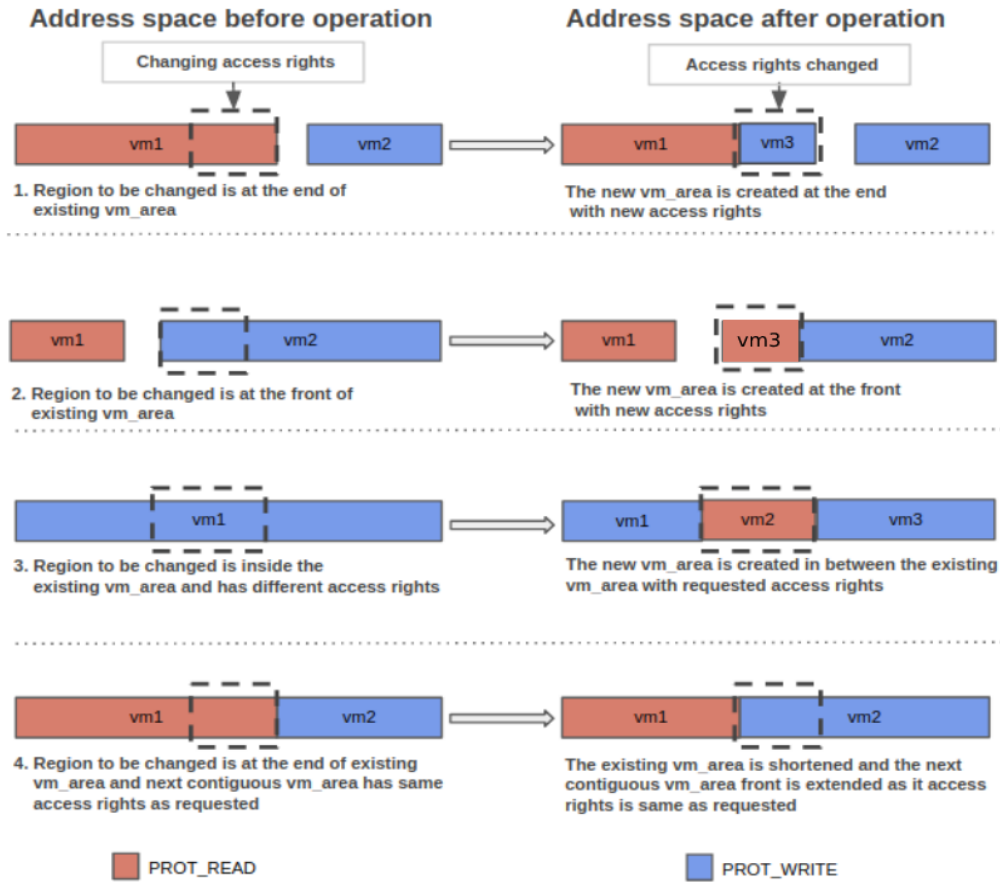 Address space before operation
Address space after operation
Changing access rights
Access rights changed
vm1
vm2
vm1
vm3
vm2
1. Region to be changed is at the end of
existing vm_area
The new vm_area is created at the end
with new access rights
vm1
vm2
vm1
vm3
vm2
2. Region to be changed is at the front of
existing vm_area
The new vm_area is created at the front
with new access rights
vm1
vm1
vm2
vm3
3. Region to be changed is inside the
existing vm_area and has different access rights
The new vm_area is created in between the existing
vm_area with requested access rights
vm1
vm2
vm1
vm2
4. Region to be changed is at the end of existing
vm_area and next contiguous vm_area has same
access rights as requested
The existing vm_area is shortened and the next
contiguous vm_area front is extended as it access
rights is same as requested
PROT_READ
PROT_WRITE